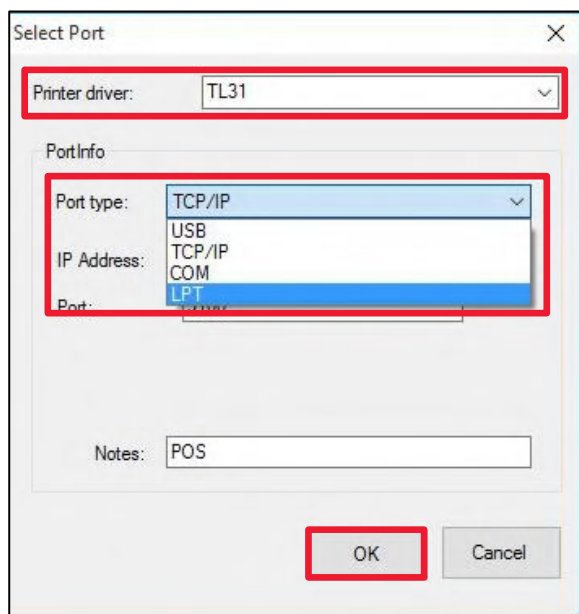 Select Port
Printer driver: TL31
PortInfo
Port type: TCP/IP
USB
TCP/IP
IP Address:
COM
LPT
Port:
Notes: POS
OK Cancel